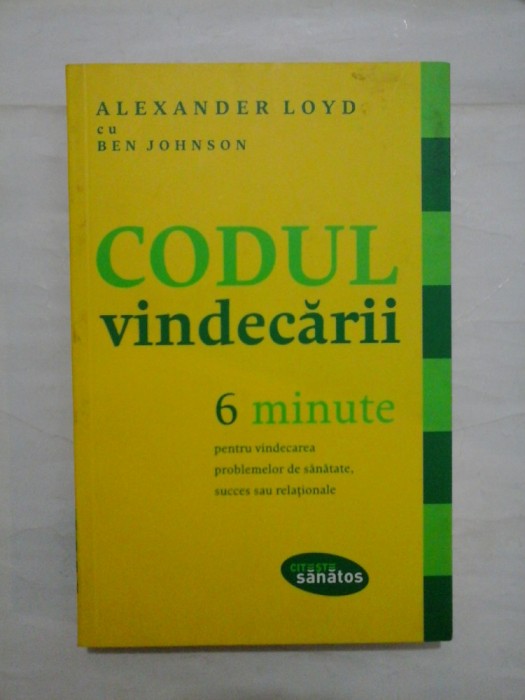 ALEXANDER LOYD
cu
BEN JOHNSON
CODUL
vindecării
6 minute
pentru vindecarea
problemelor de sănătate,
succes sau relaționale
CITEȘTE
sănătos